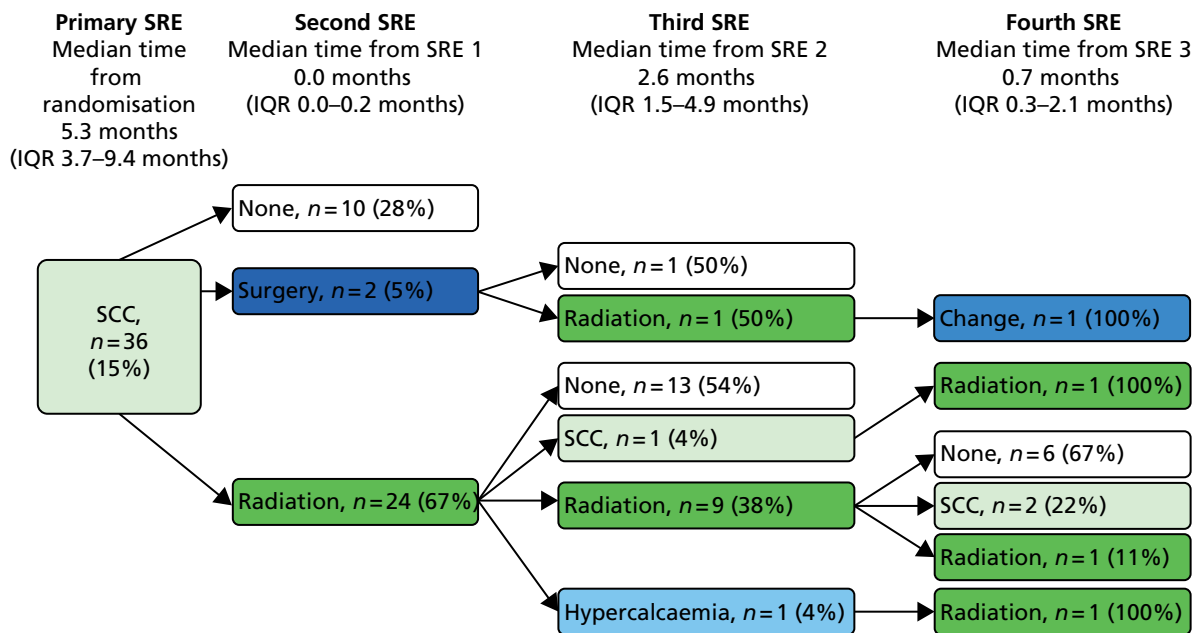 Primary SRE
Median time
from
randomisation
5.3 months
(IQR 3.7–9.4 months)
Second SRE
Median time from SRE 1
0.0 months
(IQR 0.0–0.2 months)
Third SRE
Median time from SRE 2
2.6 months
(IQR 1.5–4.9 months)
Fourth SRE
Median time from SRE 3
0.7 months
(IQR 0.3–2.1 months)
SCC,
n=36
(15%)
None, n=10 (28%)
Surgery, n=2 (5%)
Radiation, n=24 (67%)
None, n=1 (50%)
Radiation, n=1 (50%)
None, n=13 (54%)
SCC, n=1 (4%)
Radiation, n=9 (38%)
Hypercalcaemia, n=1 (4%)
Change, n=1 (100%)
Radiation, n=1 (100%)
None, n=6 (67%)
SCC, n=2 (22%)
Radiation, n=1 (11%)
Radiation, n=1 (100%)